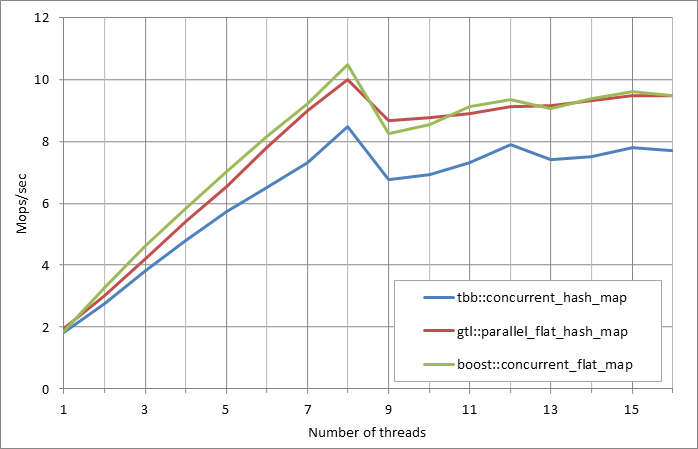 12
10
8
6
4
2
0
Mops/sec
tbb::concurrent_hash_map
gtl::parallel_flat_hash_map
boost::concurrent_flat_map
1 3 5 7 9 11 13 15
Number of threads